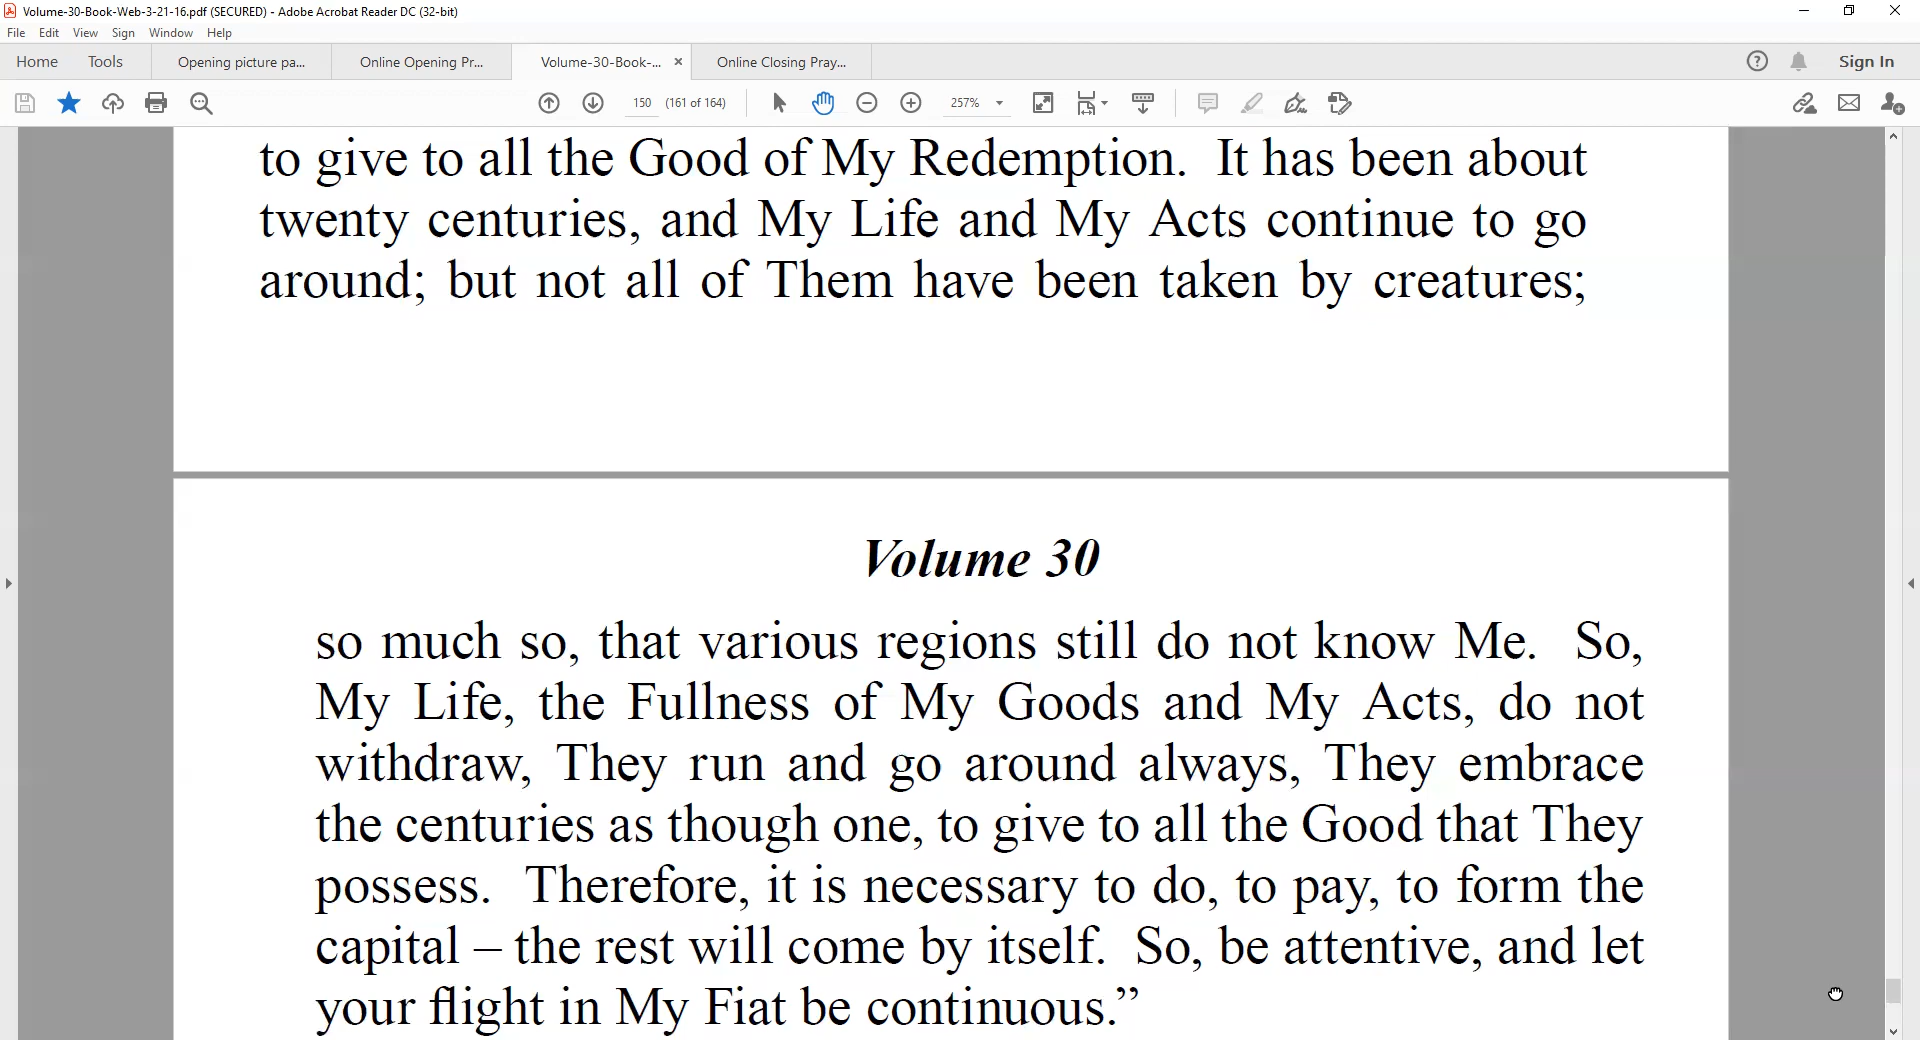 Volume-30-Book-Web-3-21-16.pdf (SECURED) - Adobe Acrobat Reader DC (32-bit)
File Edit View Sign Window Help
Home Tools Opening picture pa... Online Opening Pr... Volume-30-Book-... × Online Closing Pray... Sign In
150 (161 of 164) 257%
to give to all the Good of My Redemption. It has been about
twenty centuries, and My Life and My Acts continue to go
around; but not all of Them have been taken by creatures;
Volume 30
so much so, that various regions still do not know Me. So,
My Life, the Fullness of My Goods and My Acts, do not
withdraw, They run and go around always, They embrace
the centuries as though one, to give to all the Good that They
possess. Therefore, it is necessary to do, to pay, to form the
capital – the rest will come by itself. So, be attentive, and let
your flight in My Fiat be continuous.”